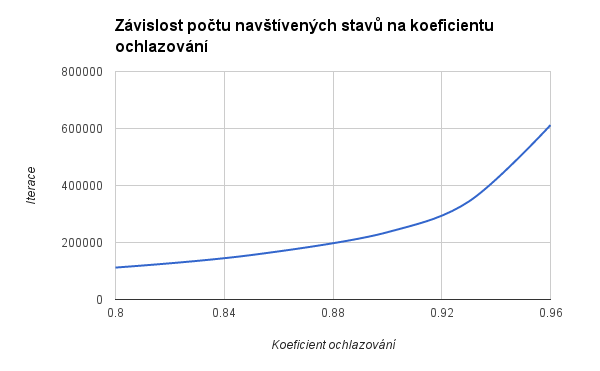 Závislost počtu navštívených stavů na koeficientu
ochlazování
800000
600000
400000
200000
0
Iterace
0.8 0.84 0.88 0.92 0.96
Koeficient ochlazování